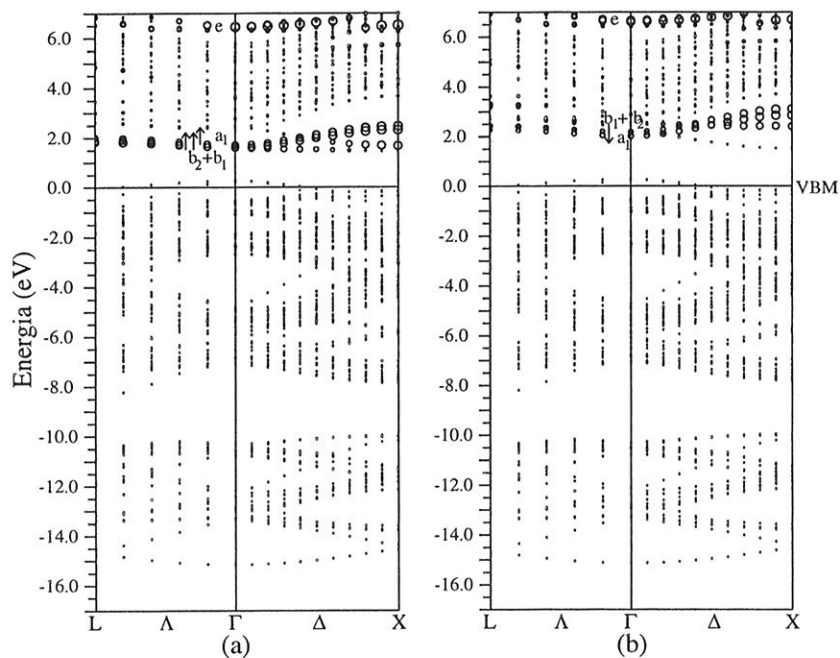 6.0
4.0
2.0
0.0
-2.0
-4.0
-6.0
-8.0
-10.0
-12.0
-14.0
-16.0
Energia (eV)
e
a₁
b₂+b₁
L Λ Γ Δ X
(a)
6.0
4.0
2.0
0.0
-2.0
-4.0
-6.0
-8.0
-10.0
-12.0
-14.0
-16.0
e
b₁+b₂
a₁
VBM
L Λ Γ Δ X
(b)